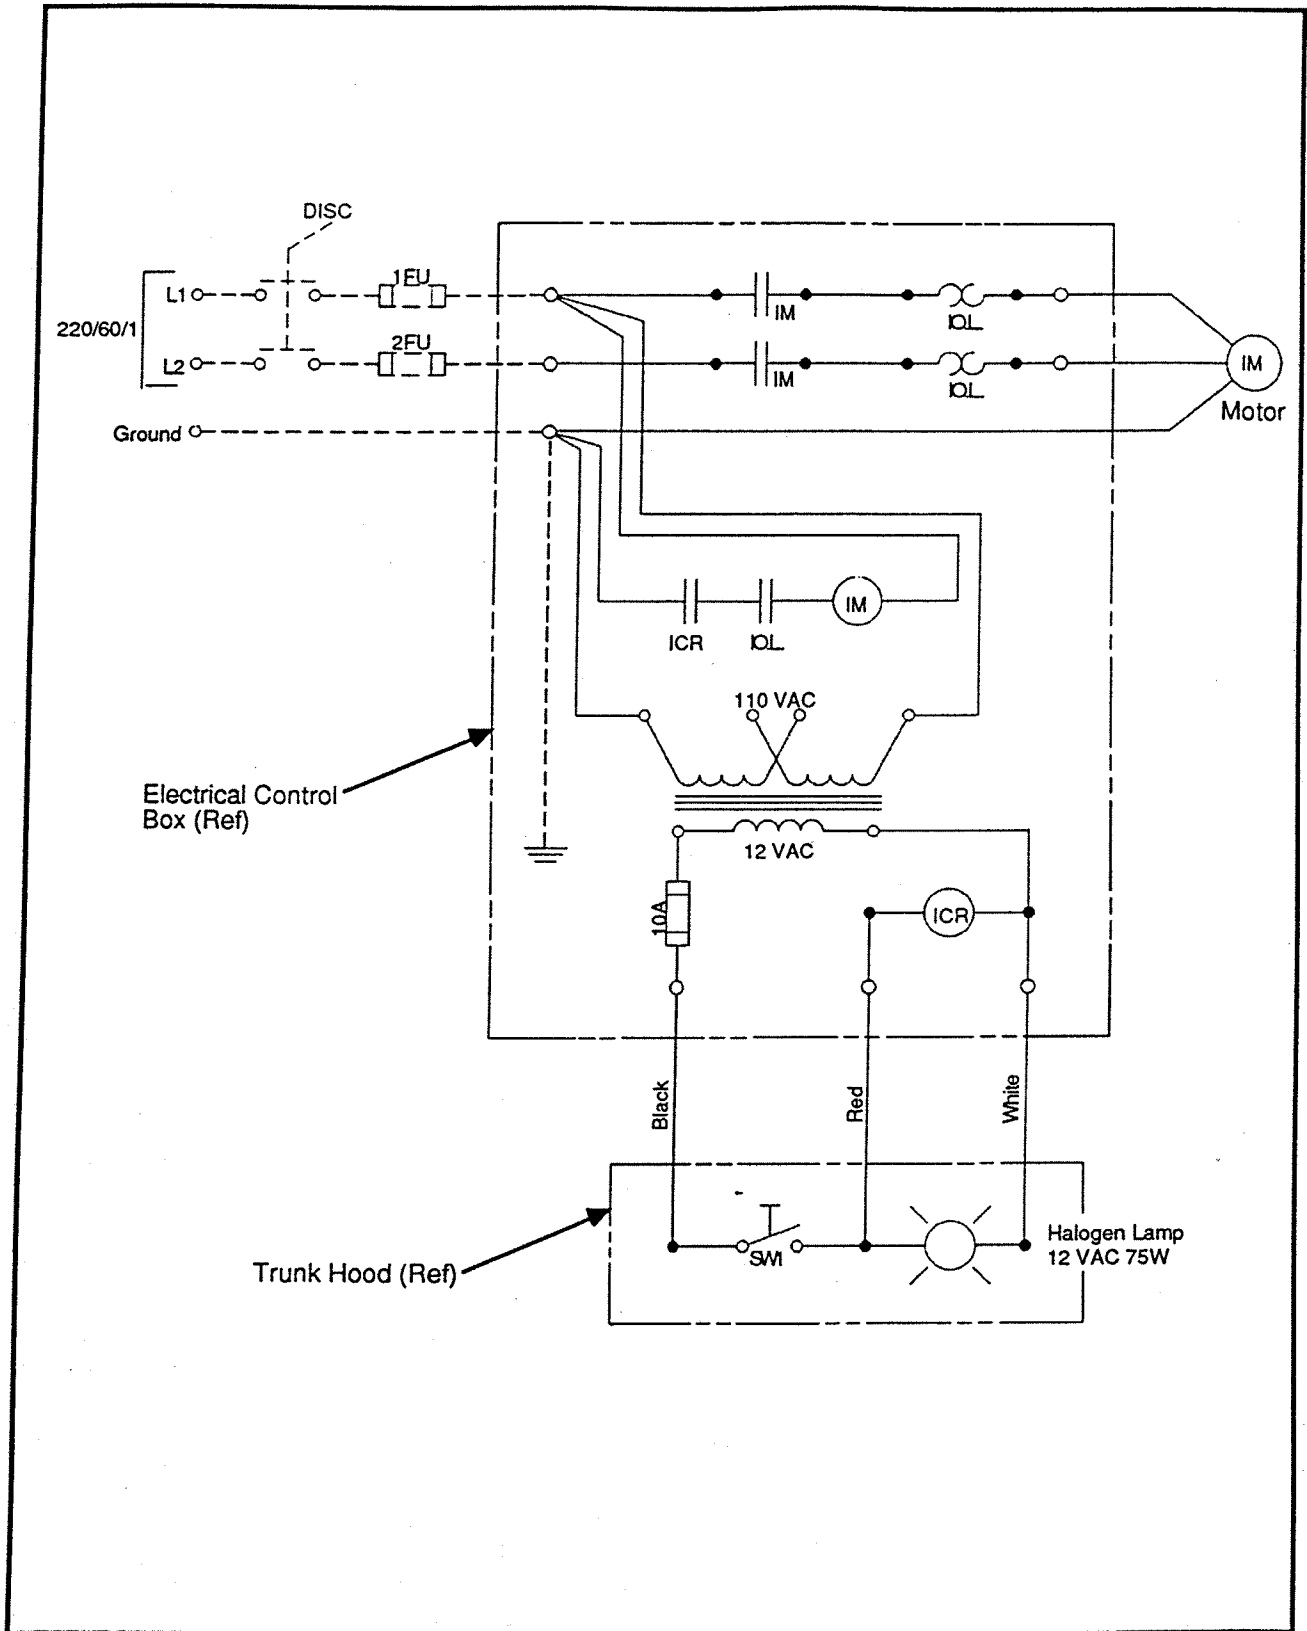 DISC
L1
1FU
IM
IOL
220/60/1
L2
2FU
IM
IOL
IM
Motor
Ground
IM
ICR
IOL
110 VAC
Electrical Control
Box (Ref)
12 VAC
10A
ICR
Black
Red
White
SW1
Halogen Lamp
12 VAC 75W
Trunk Hood (Ref)